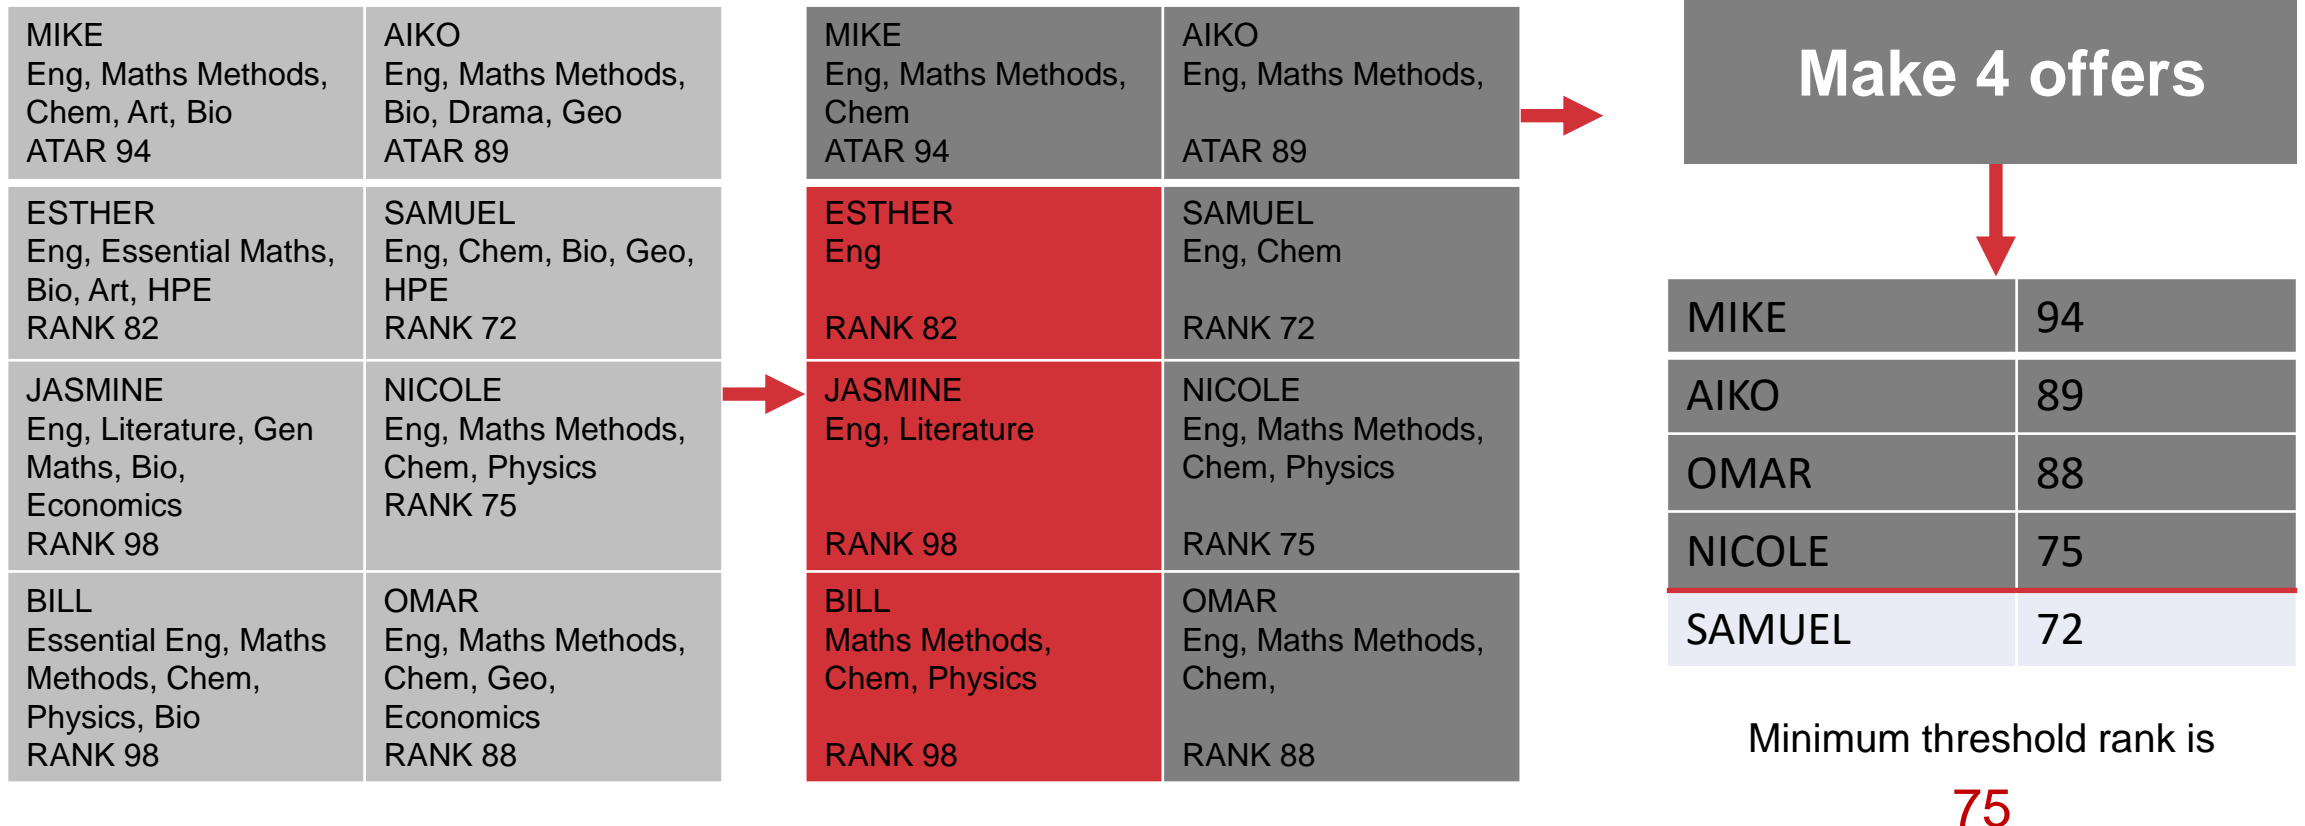 MIKE
Eng, Maths Methods,
Chem, Art, Bio
ATAR 94
AIKO
Eng, Maths Methods,
Bio, Drama, Geo
ATAR 89
ESTHER
Eng, Essential Maths,
Bio, Art, HPE
RANK 82
SAMUEL
Eng, Chem, Bio, Geo,
HPE
RANK 72
JASMINE
Eng, Literature, Gen
Maths, Bio,
Economics
RANK 98
NICOLE
Eng, Maths Methods,
Chem, Physics
RANK 75
BILL
Essential Eng, Maths
Methods, Chem,
Physics, Bio
RANK 98
OMAR
Eng, Maths Methods,
Chem, Geo,
Economics
RANK 88
MIKE
Eng, Maths Methods,
Chem
ATAR 94
AIKO
Eng, Maths Methods,
ATAR 89
ESTHER
Eng
RANK 82
SAMUEL
Eng, Chem
RANK 72
JASMINE
Eng, Literature
RANK 98
NICOLE
Eng, Maths Methods,
Chem, Physics
RANK 75
BILL
Maths Methods,
Chem, Physics
RANK 98
OMAR
Eng, Maths Methods,
Chem,
RANK 88
Make 4 offers
MIKE 94
AIKO 89
OMAR 88
NICOLE 75
SAMUEL 72
Minimum threshold rank is
75